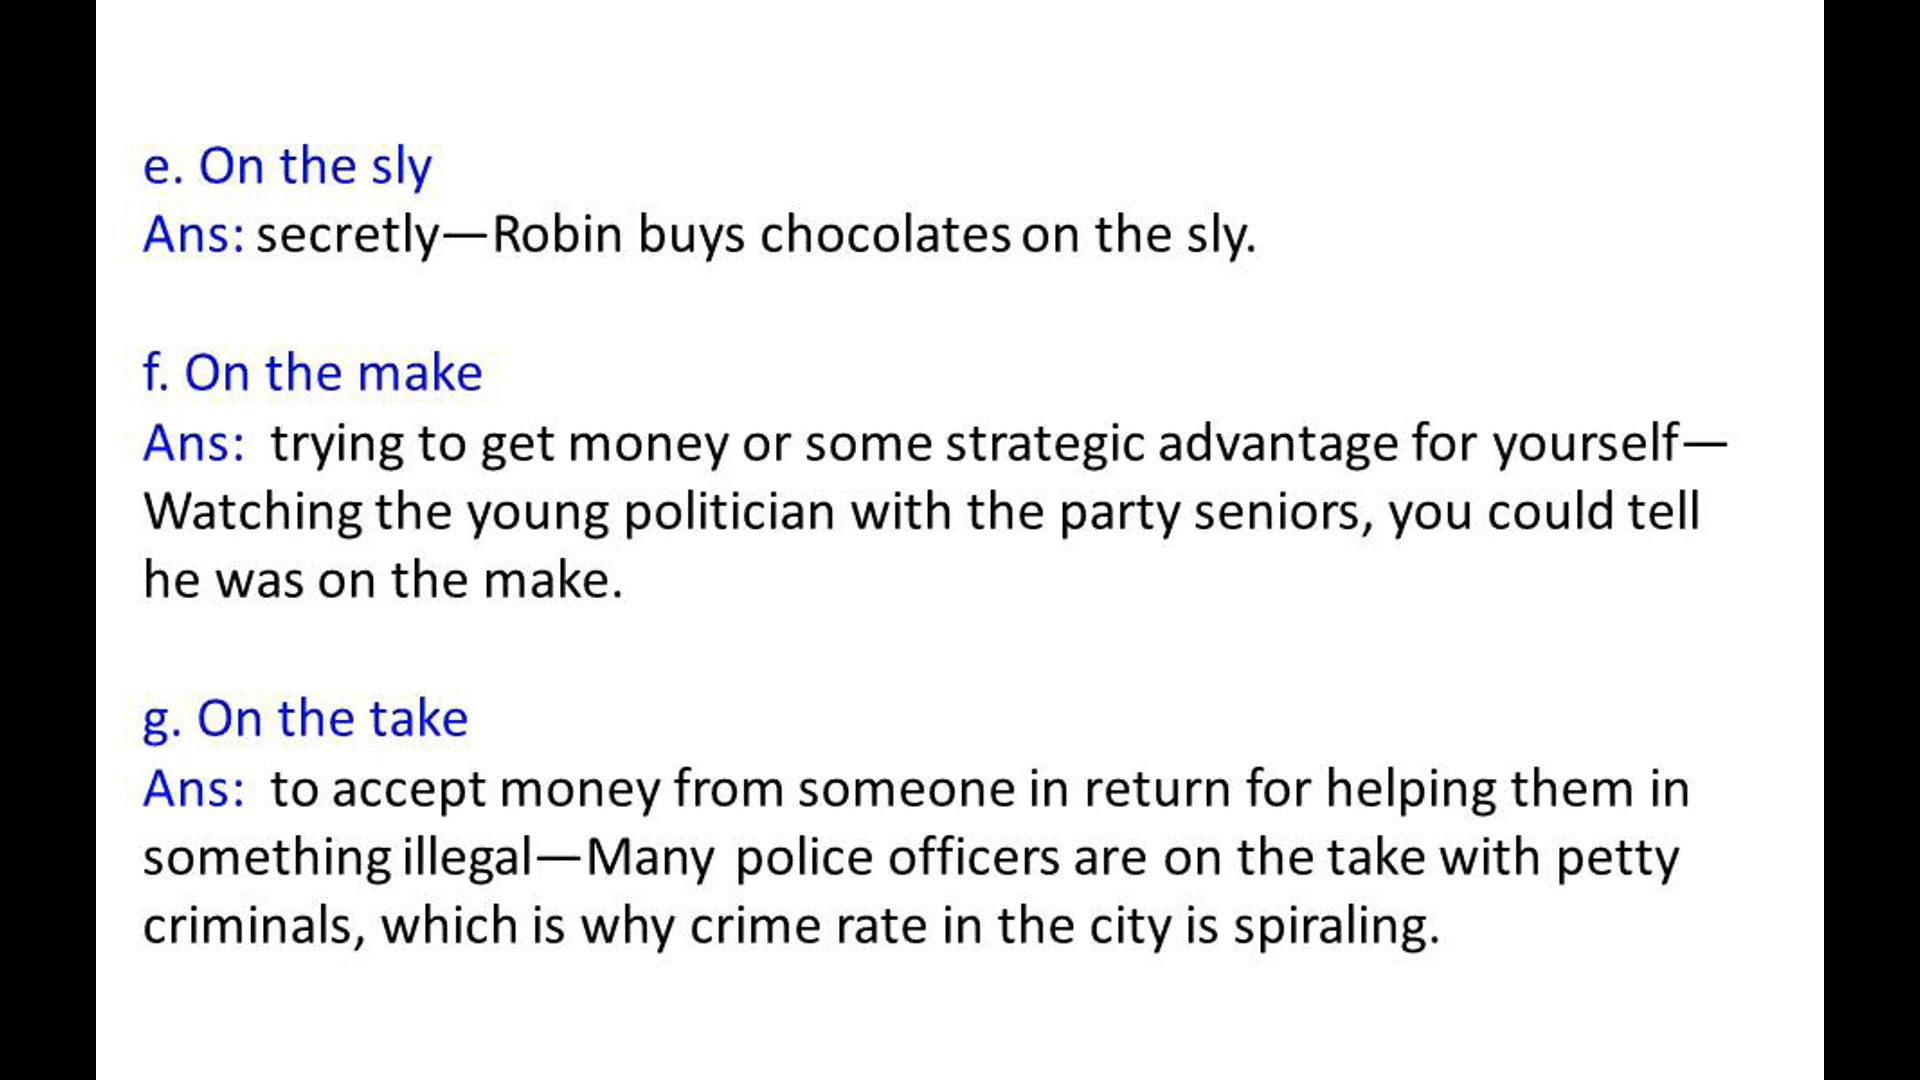 e. On the sly
Ans: secretly—Robin buys chocolates on the sly.
f. On the make
Ans: trying to get money or some strategic advantage for yourself—
Watching the young politician with the party seniors, you could tell
he was on the make.
g. On the take
Ans: to accept money from someone in return for helping them in
something illegal—Many police officers are on the take with petty
criminals, which is why crime rate in the city is spiraling.